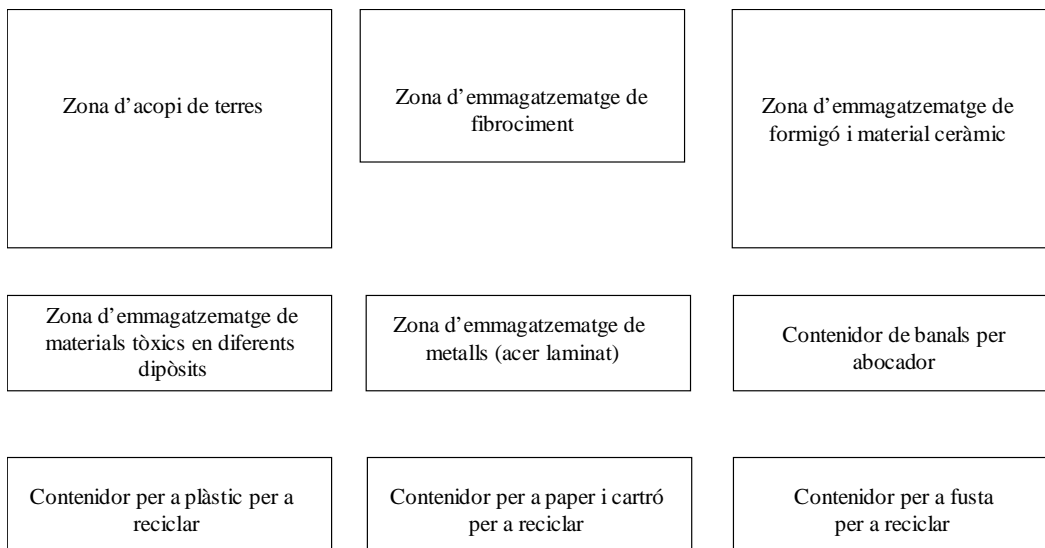 Zona d'acopi de terres
Zona d'emmagatzematge de
fibrociment
Zona d'emmagatzematge de
formigó i material ceràmic
Zona d'emmagatzematge de
materials tòxics en diferents
dipòsits
Zona d'emmagatzematge de
metalls (acer laminat)
Contenidor de banals per
abocador
Contenidor per a plàstic per a
reciclar
Contenidor per a paper i cartró
per a reciclar
Contenidor per a fusta
per a reciclar